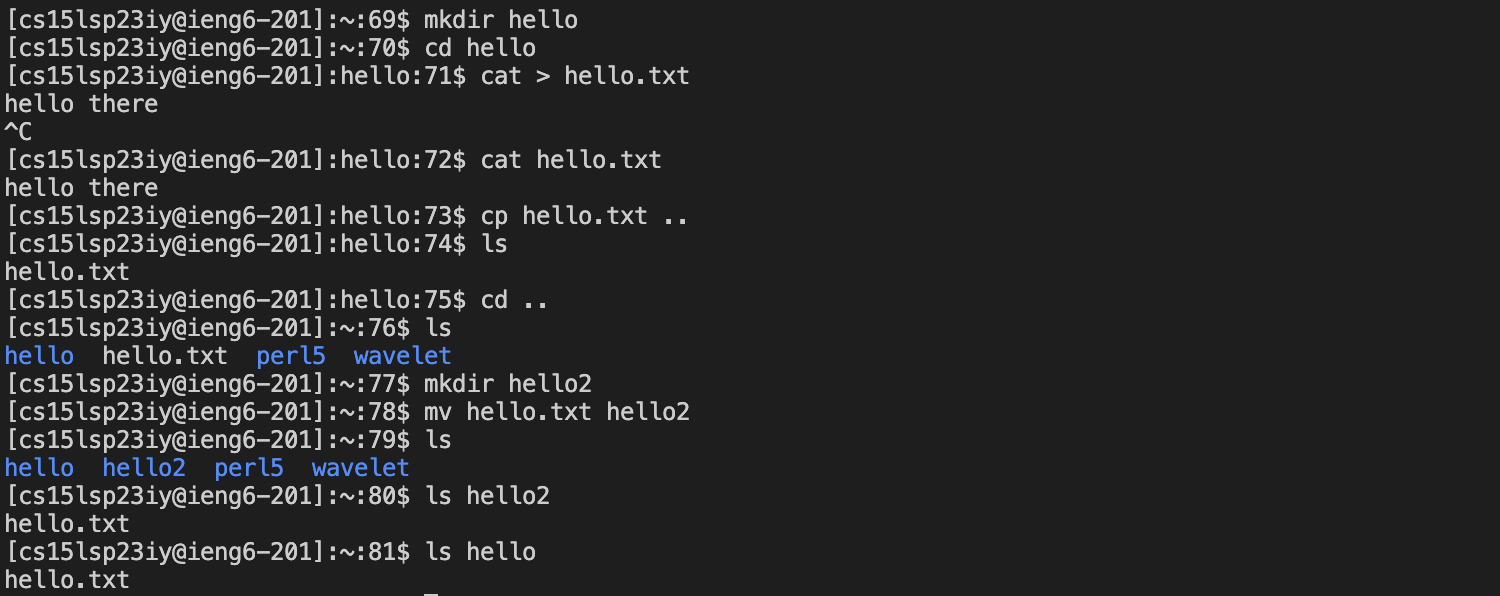 [cs15lsp23iy@ieng6-201]:~:69$ mkdir hello
[cs15lsp23iy@ieng6-201]:~:70$ cd hello
[cs15lsp23iy@ieng6-201]:hello:71$ cat > hello.txt
hello there
^C
[cs15lsp23iy@ieng6-201]:hello:72$ cat hello.txt
hello there
[cs15lsp23iy@ieng6-201]:hello:73$ cp hello.txt ..
[cs15lsp23iy@ieng6-201]:hello:74$ ls
hello.txt
[cs15lsp23iy@ieng6-201]:hello:75$ cd ..
[cs15lsp23iy@ieng6-201]:~:76$ ls
hello  hello.txt  perl5  wavelet
[cs15lsp23iy@ieng6-201]:~:77$ mkdir hello2
[cs15lsp23iy@ieng6-201]:~:78$ mv hello.txt hello2
[cs15lsp23iy@ieng6-201]:~:79$ ls
hello  hello2  perl5  wavelet
[cs15lsp23iy@ieng6-201]:~:80$ ls hello2
hello.txt
[cs15lsp23iy@ieng6-201]:~:81$ ls hello
hello.txt